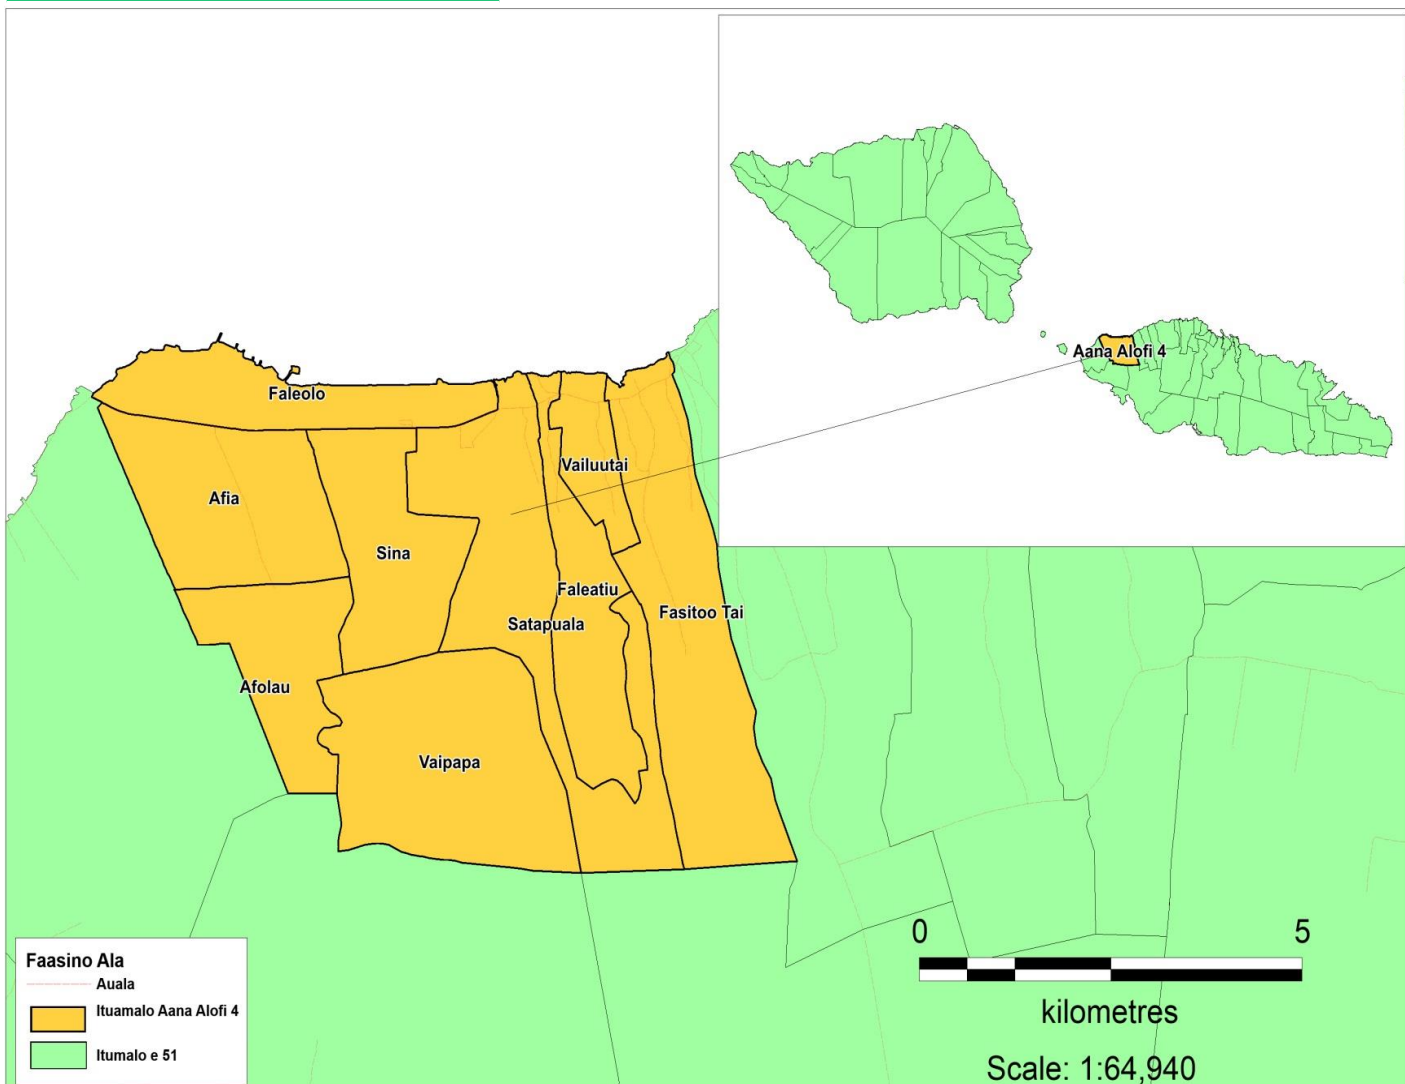 Aana Alofi 4
Faleolo
Vailuutai
Afia
Sina
Faleatiu
Fasitoo Tai
Satapuala
Afolau
Vaipapa
0 5
kilometres
Scale: 1:64,940
Faasino Ala
Auala
Ituamalo Aana Alofi 4
Itumalo e 51